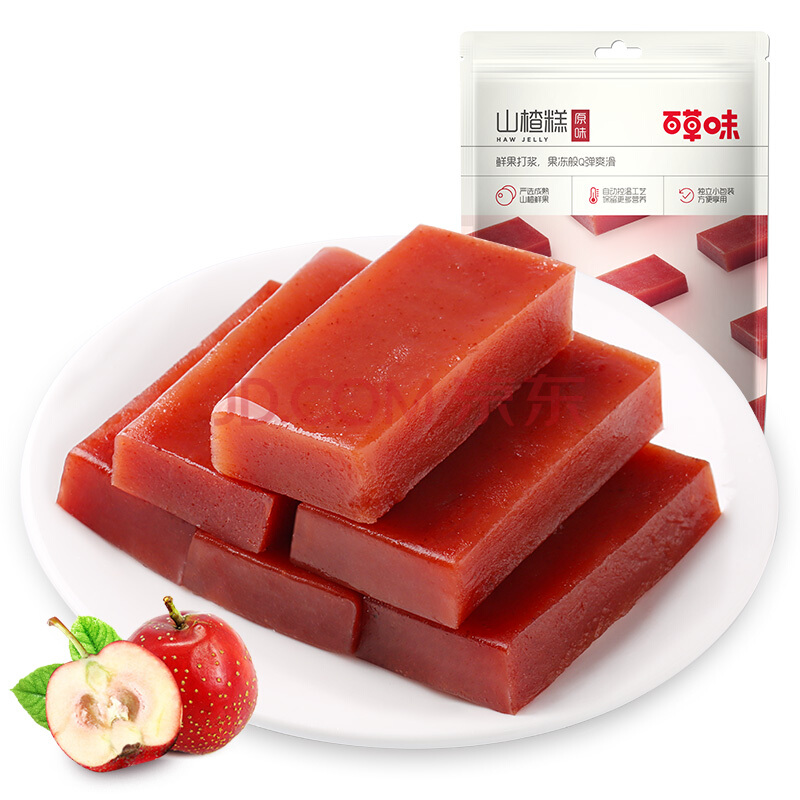 山楂糕
原味
HAW JELLY
百草味
鲜果打浆，果冻般Q弹爽滑
严选成熟
山楂鲜果
自动控温工艺
保留更多营养
独立小包装
方便享用
JD.COM 东东